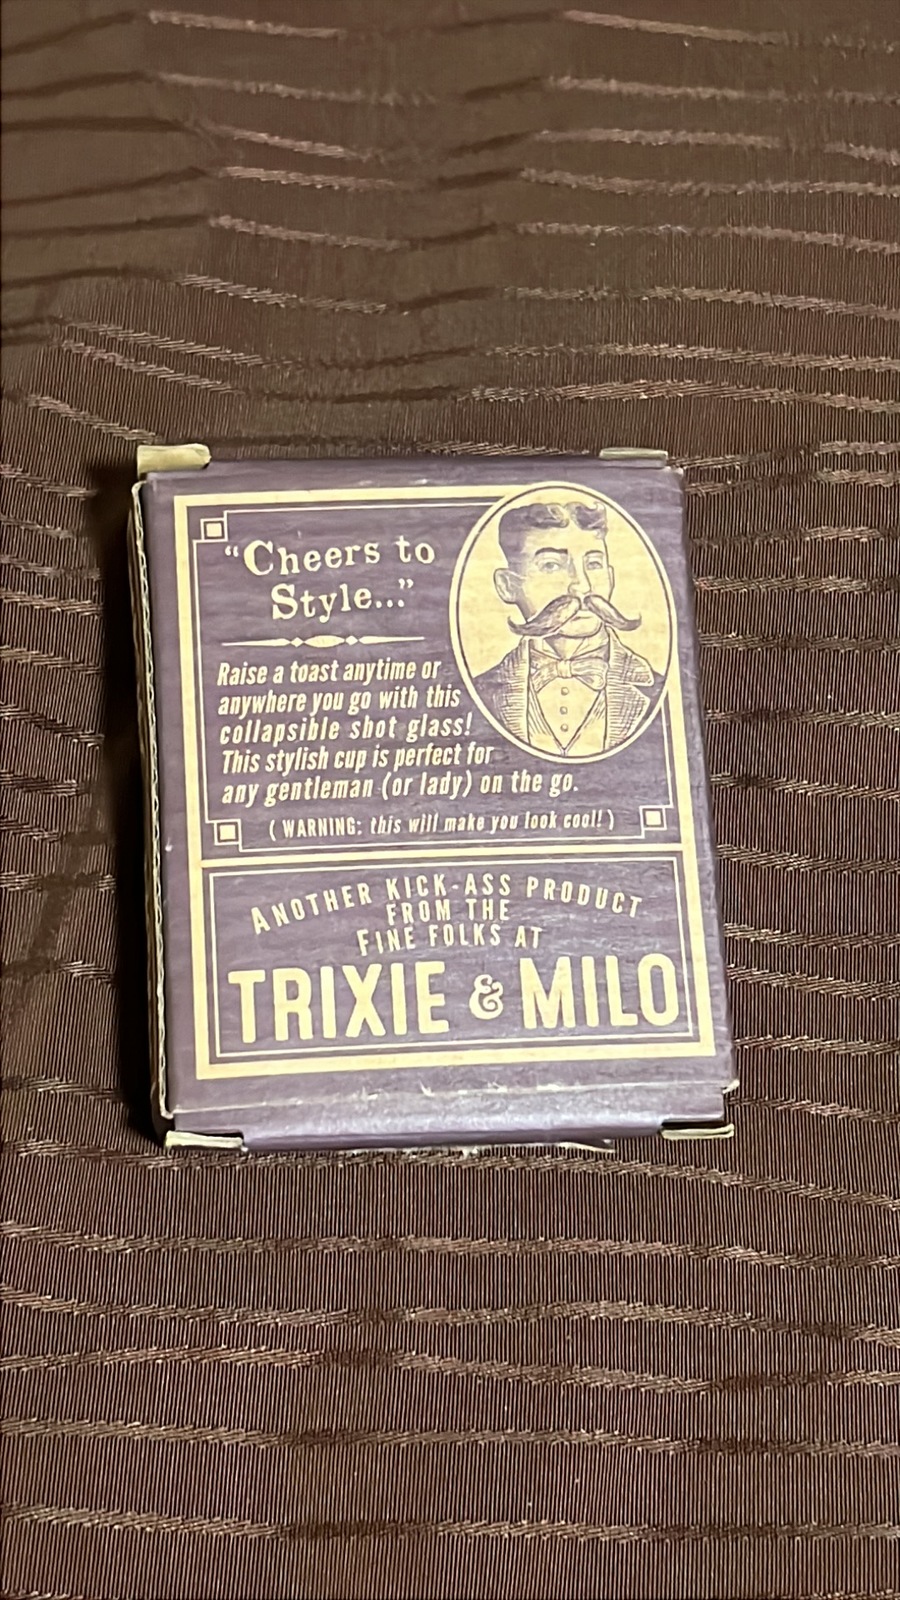 “Cheers to
Style...”
Raise a toast anytime or
anywhere you go with this
collapsible shot glass!
This stylish cup is perfect for
any gentleman (or lady) on the go.
( WARNING: this will make you look cool! )
ANOTHER KICK-ASS PRODUCT
FROM THE
FINE FOLKS AT
TRIXIE & MILO